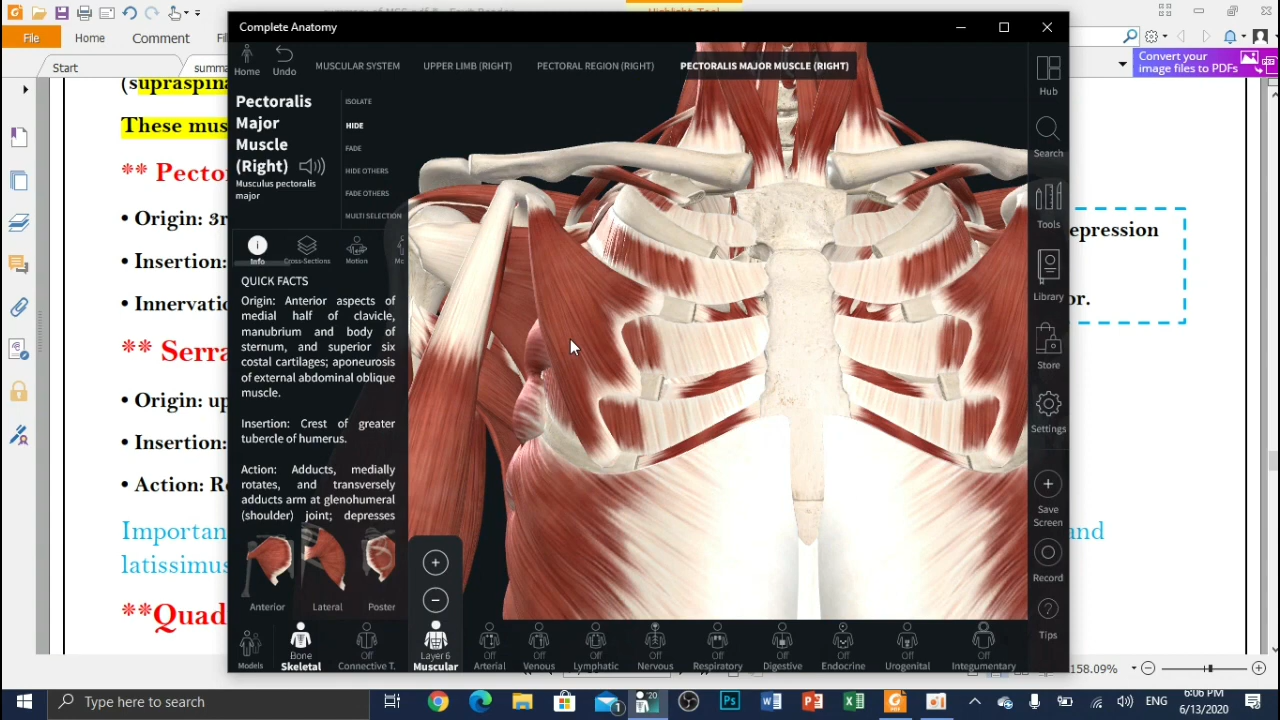 Complete Anatomy
File
Home
Comment
Start
Convert your
image files to PDFs
Home
Undo
MUSCULAR SYSTEM
UPPER LIMB (RIGHT)
PECTORAL REGION (RIGHT)
PECTORALIS MAJOR MUSCLE (RIGHT)
Pectoralis
Major
Muscle
(Right)
Musculus pectoralis
major
ISOLATE
HIDE
FADE
HIDE OTHERS
FADE OTHERS
MULTI SELECTION
Info
Cross-Sections
Motion
QUICK FACTS
Origin: Anterior aspects of
medial half of clavicle,
manubrium and body of
sternum, and superior six
costal cartilages; aponeurosis
of external abdominal oblique
muscle.
Insertion: Crest of greater
tubercle of humerus.
Action: Adducts, medially
rotates, and transversely
adducts arm at glenohumeral
(shoulder) joint; depresses
Anterior
Lateral
Poster
Hub
Search
Tools
Library
Store
Settings
Save
Screen
Record
Tips
Models
Bone
Skeletal
Off
Connective T.
Layer 6
Muscular
Off
Arterial
Off
Venous
Off
Lymphatic
Off
Nervous
Off
Respiratory
Off
Digestive
Off
Endocrine
Off
Urogenital
Off
Integumentary
(supraspina
These mus
** Pecto
• Origin: 3r
epression
• Insertion:
• Innervatio
or.
** Serra
• Origin: up
• Insertion:
• Action: R
Importan
and
latissimus
**Quad
158.09%
Type here to search
6:06 PM
6/13/2020